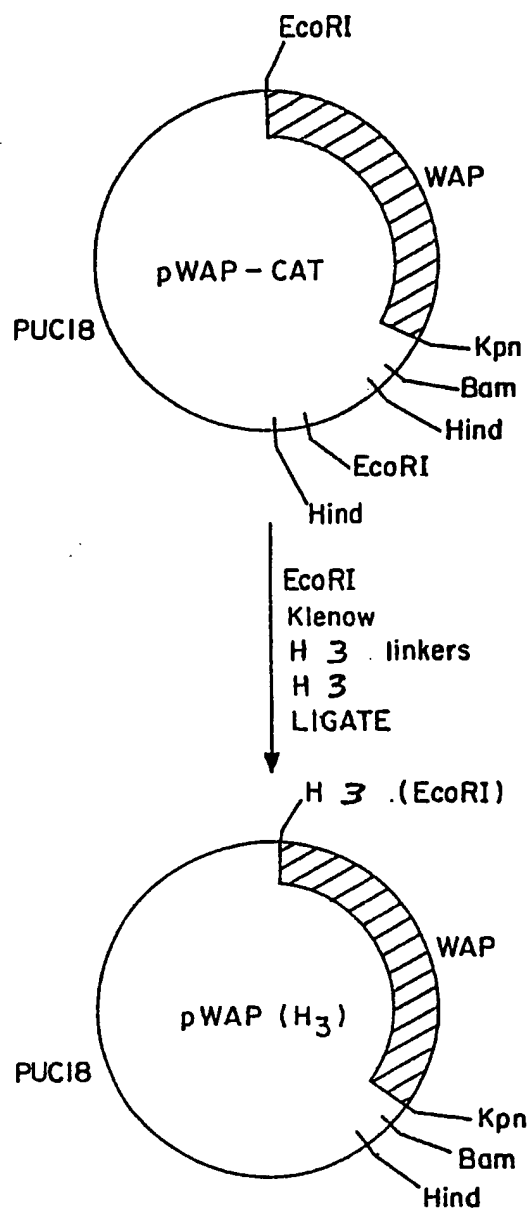 EcoRI
WAP
pWAP-CAT
PUC18
Kpn
Bam
Hind
EcoRI
Hind
EcoRI
Klenow
H 3 . linkers
H 3
LIGATE
H 3 .(EcoRI)
WAP
pWAP (H3)
PUC18
Kpn
Bam
Hind